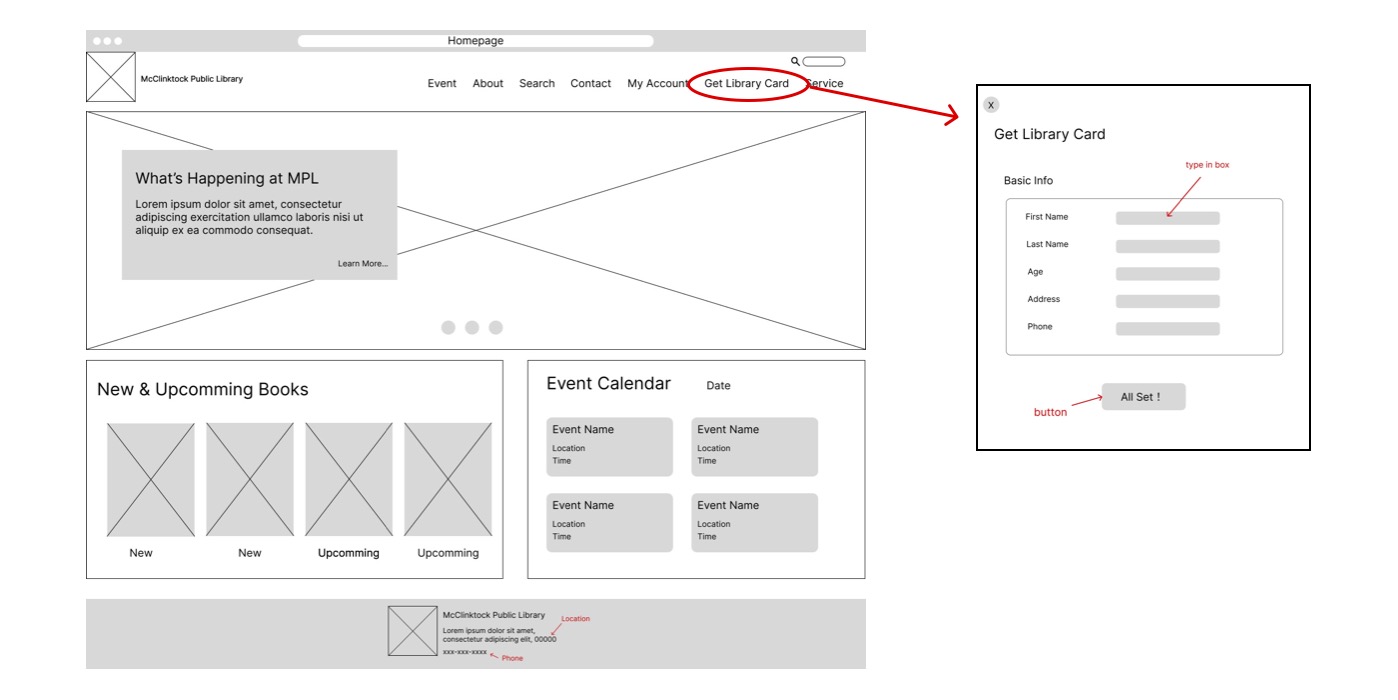 Homepage
McClinktock Public Library
Event About Search Contact My Account Get Library Card Service
What's Happening at MPL
Lorem ipsum dolor sit amet, consectetur
adipiscing exercitation ullamco laboris nisi ut
aliquip ex ea commodo consequat.
Learn More...
New & Upcomming Books
New New Upcomming Upcomming
Event Calendar Date
Event Name
Location
Time
Event Name
Location
Time
Event Name
Location
Time
Event Name
Location
Time
McClinktock Public Library
Location
Lorem ipsum dolor sit amet,
consectetur adipiscing elit, 00000
xxx-xxx-xxxx
Phone
X
Get Library Card
type in box
Basic Info
First Name
Last Name
Age
Address
Phone
All Set !
button